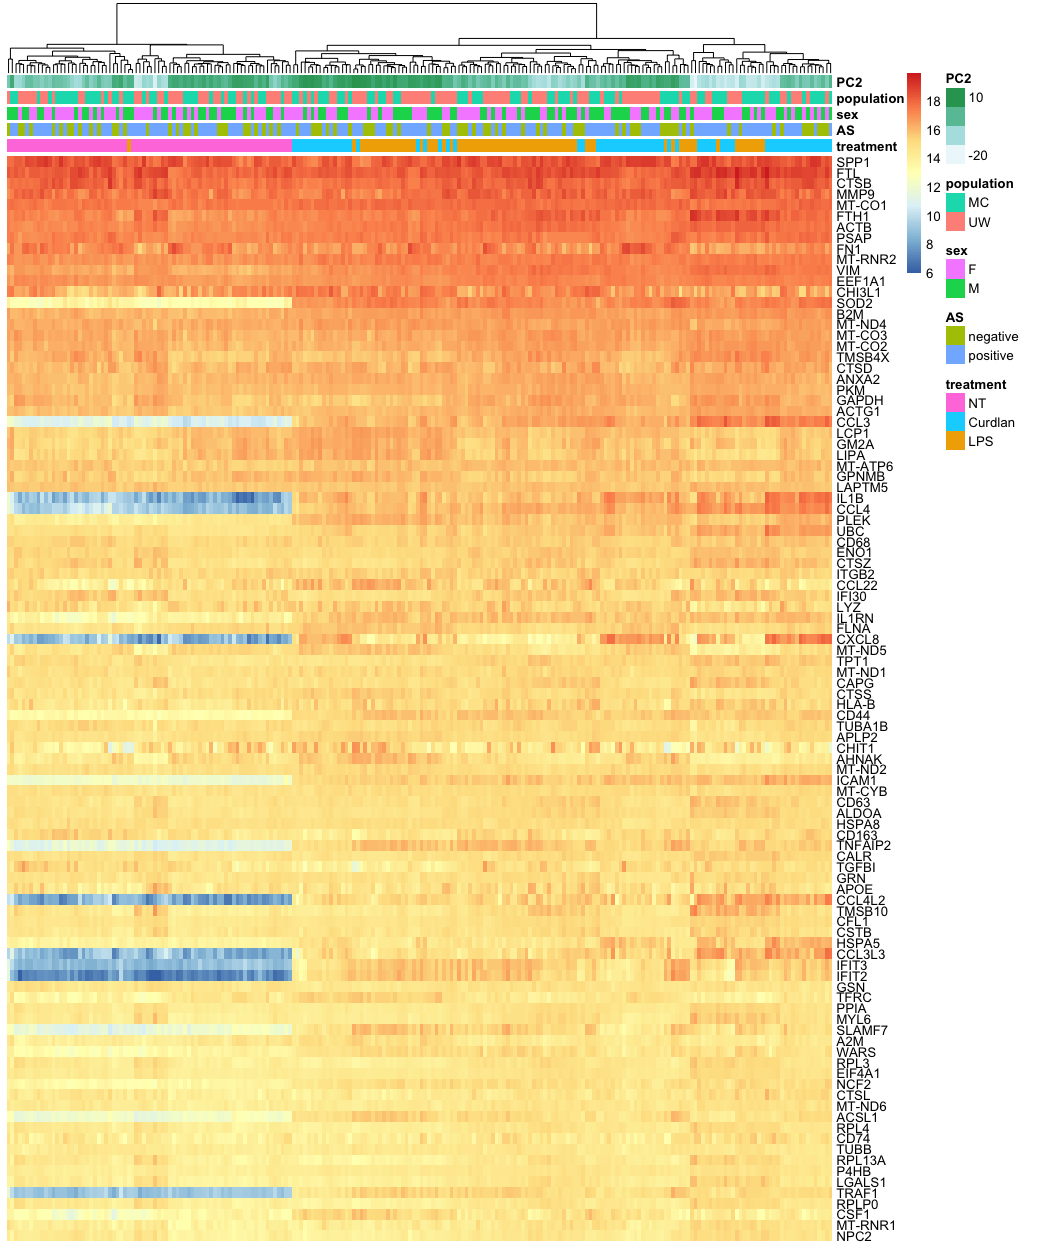 PC2
population
sex
AS
treatment
SPP1
FTL
CTSB
MMP9
MT-CO1
FTH1
ACTB
PSAP
FN1
MT-RNR2
VIM
EEF1A1
CHI3L1
SOD2
B2M
MT-ND4
MT-CO3
MT-CO2
TMSB4X
CTSD
ANXA2
PKM
GAPDH
ACTG1
CCL3
LCP1
GM2A
LIPA
MT-ATP6
GPNMB
LAPTM5
IL1B
CCL4
PLEK
UBC
CD68
ENO1
CTSZ
ITGB2
CCL22
IFI30
LYZ
IL1RN
FLNA
CXCL8
MT-ND5
TPT1
MT-ND1
CAPG
CTSS
HLA-B
CD44
TUBA1B
APLP2
CHIT1
AHNAK
MT-ND2
ICAM1
MT-CYB
CD63
ALDOA
HSPA8
CD163
TNFAIP2
CALR
TGFBI
GRN
APOE
CCL4L2
TMSB10
CFL1
CSTB
HSPA5
CCL3L3
IFIT3
IFIT2
GSN
TFRC
PPIA
MYL6
SLAMF7
A2M
WARS
RPL3
EIF4A1
NCF2
CTSL
MT-ND6
ACSL1
RPL4
CD74
TUBB
RPL13A
P4HB
LGALS1
TRAF1
RPLP0
CSF1
MT-RNR1
NPC2
18
16
14
12
10
8
6
PC2
10
-20
population
MC
UW
sex
F
M
AS
negative
positive
treatment
NT
Curdlan
LPS